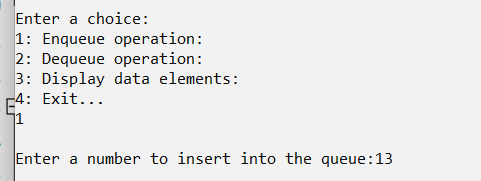 Enter a choice:
1: Enqueue operation:
2: Dequeue operation:
3: Display data elements:
4: Exit...
1
Enter a number to insert into the queue:13